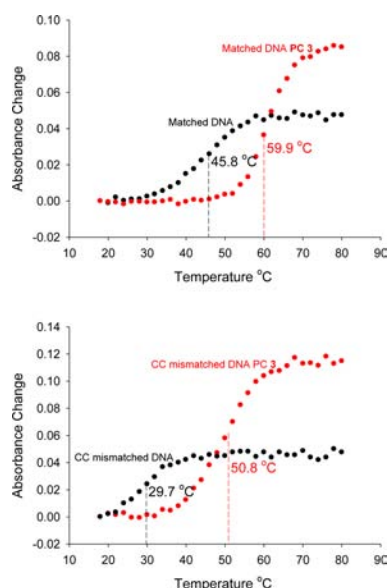 Absorbance Change
0.10
0.08
0.06
0.04
0.02
0.00
-0.02
Matched DNA PC 3
Matched DNA
45.8 °C
59.9 °C
10 20 30 40 50 60 70 80 90
Temperature °C
Absorbance Change
0.14
0.12
0.10
0.08
0.06
0.04
0.02
0.00
-0.02
CC mismatched DNA PC 3
CC mismatched DNA
29.7 °C
50.8 °C
10 20 30 40 50 60 70 80 90
Temperature °C